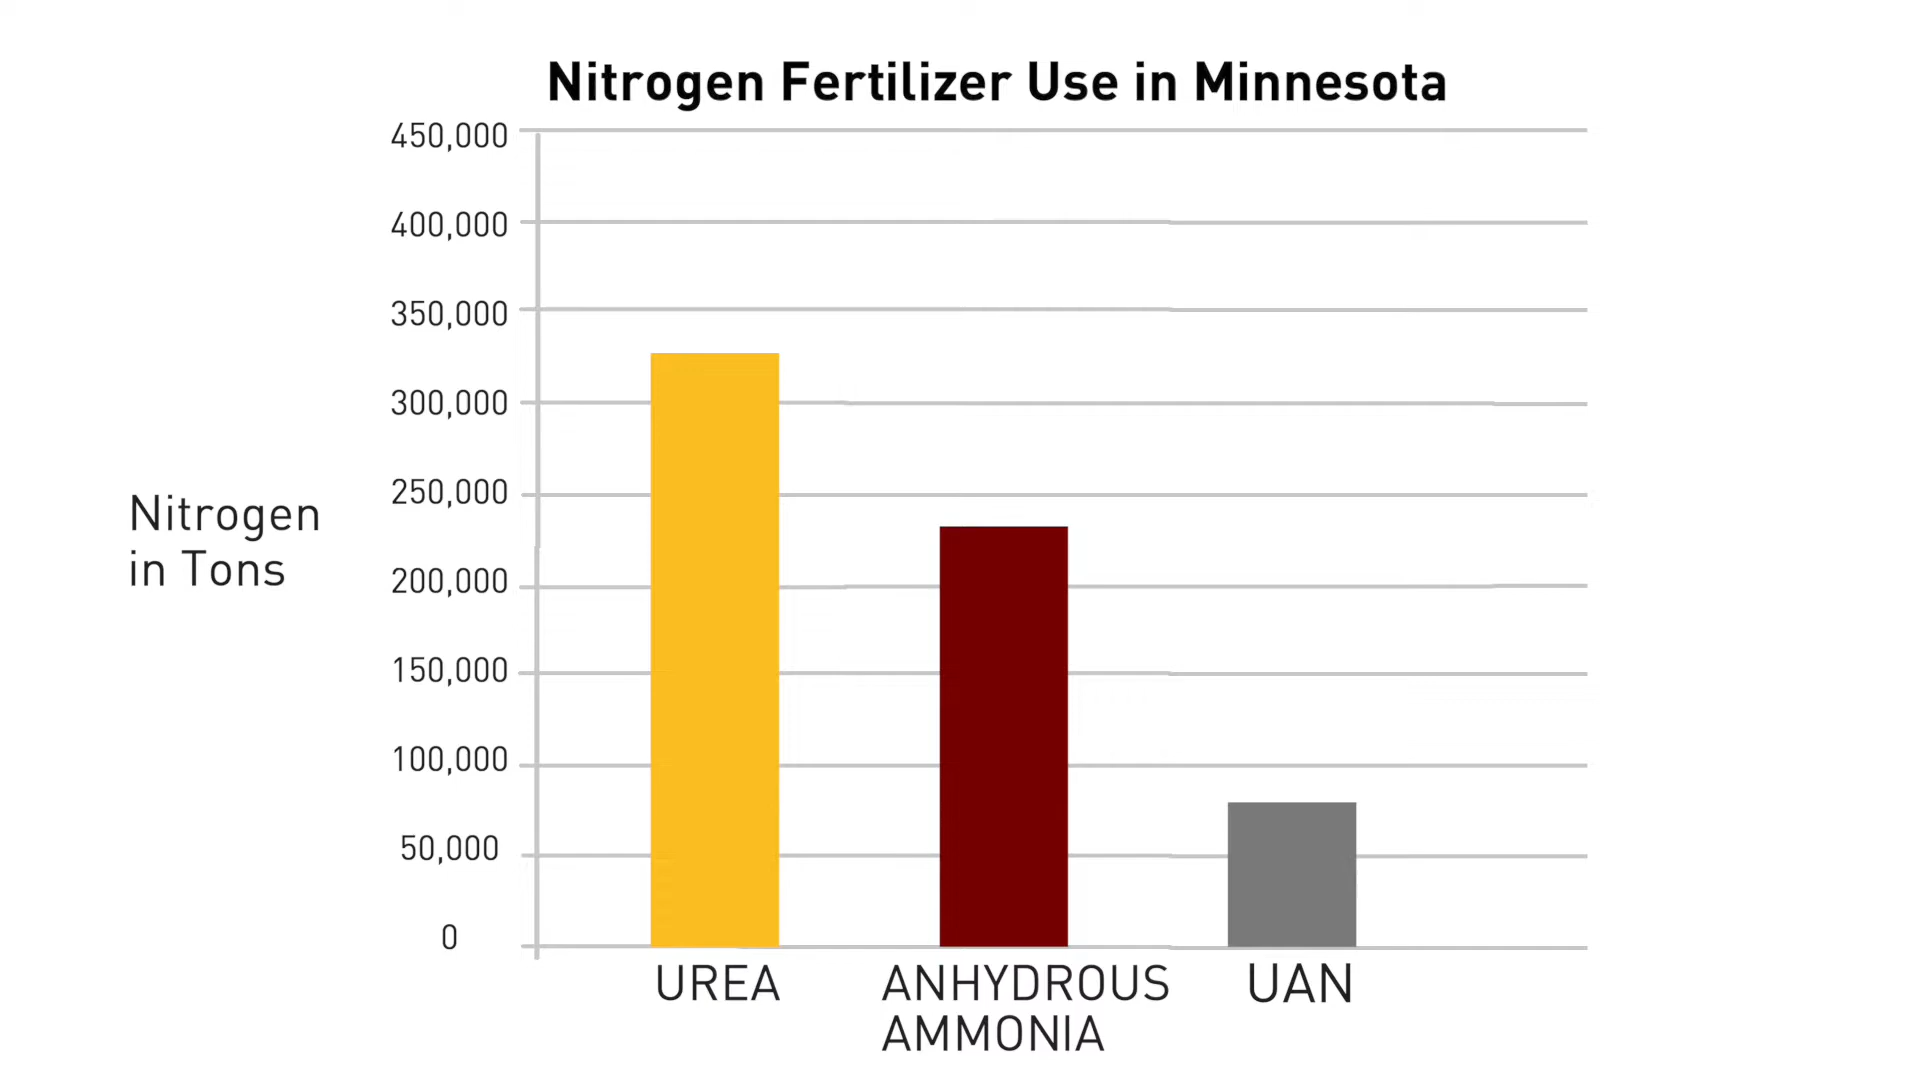 Nitrogen Fertilizer Use in Minnesota
450,000
400,000
350,000
300,000
250,000
200,000
150,000
100,000
50,000
0
Nitrogen
in Tons
UREA
ANHYDROUS
AMMONIA
UAN